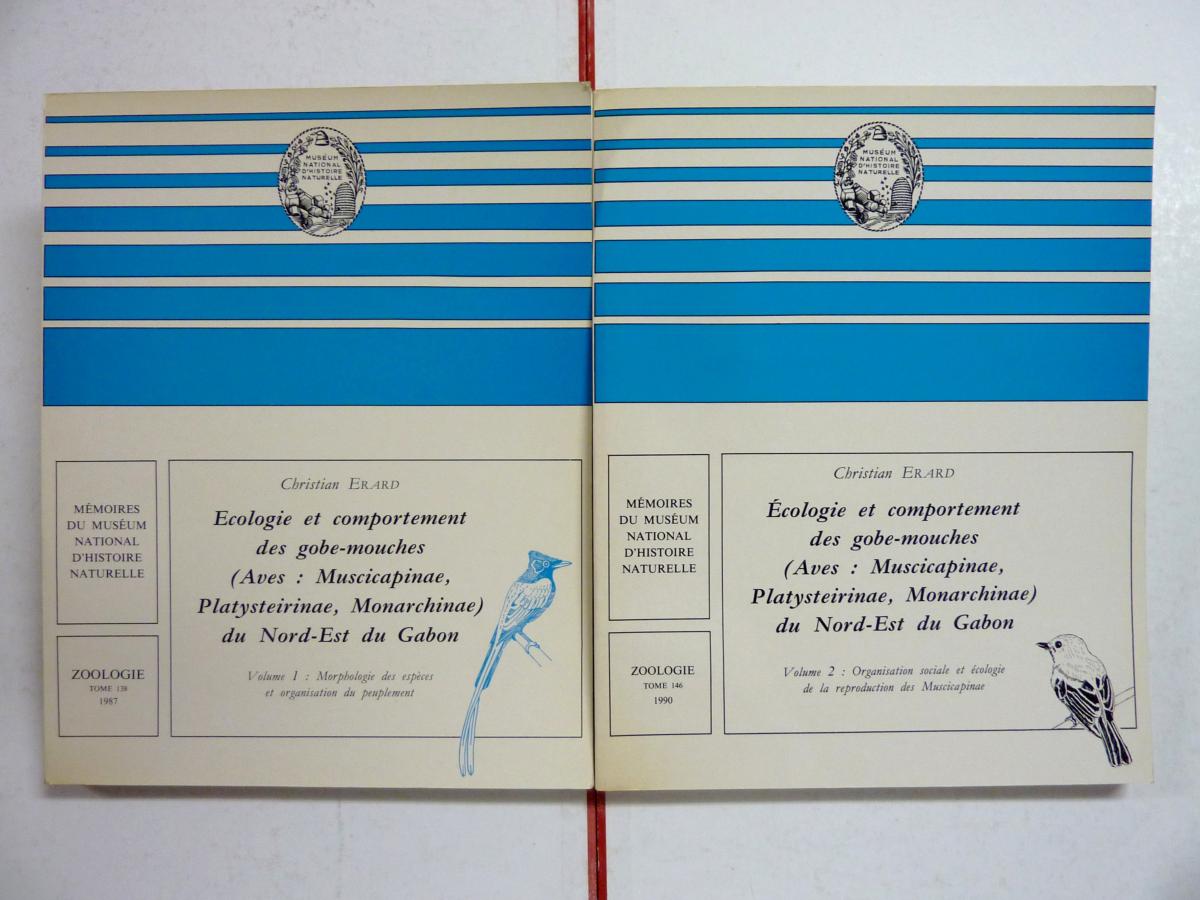 MUSÉUM
NATIONAL
D'HISTOIRE
NATURELLE
MÉMOIRES
DU MUSÉUM
NATIONAL
D'HISTOIRE
NATURELLE
ZOOLOGIE
TOME 138
1987
Christian ERARD
Ecologie et comportement
des gobe-mouches
(Aves : Muscicapinae,
Platysteirinae, Monarchinae)
du Nord-Est du Gabon
Volume 1 : Morphologie des espèces
et organisation du peuplement
MUSÉUM
NATIONAL
D'HISTOIRE
NATURELLE
MÉMOIRES
DU MUSÉUM
NATIONAL
D'HISTOIRE
NATURELLE
ZOOLOGIE
TOME 146
1990
Christian ERARD
Écologie et comportement
des gobe-mouches
(Aves : Muscicapinae,
Platysteirinae, Monarchinae)
du Nord-Est du Gabon
Volume 2 : Organisation sociale et écologie
de la reproduction des Muscicapinae